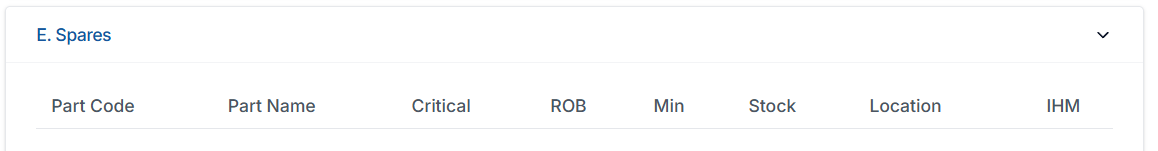 E. Spares
Part Code Part Name Critical ROB Min Stock Location IHM